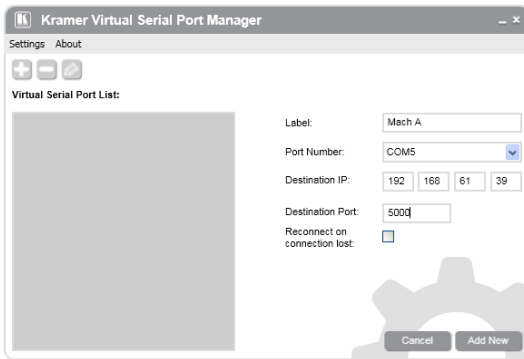 Kramer Virtual Serial Port Manager
Settings About
Virtual Serial Port List:
Label: Mach A
Port Number: COM5
Destination IP: 192 168 61 39
Destination Port: 5000
Reconnect on
connection lost:
Cancel Add New